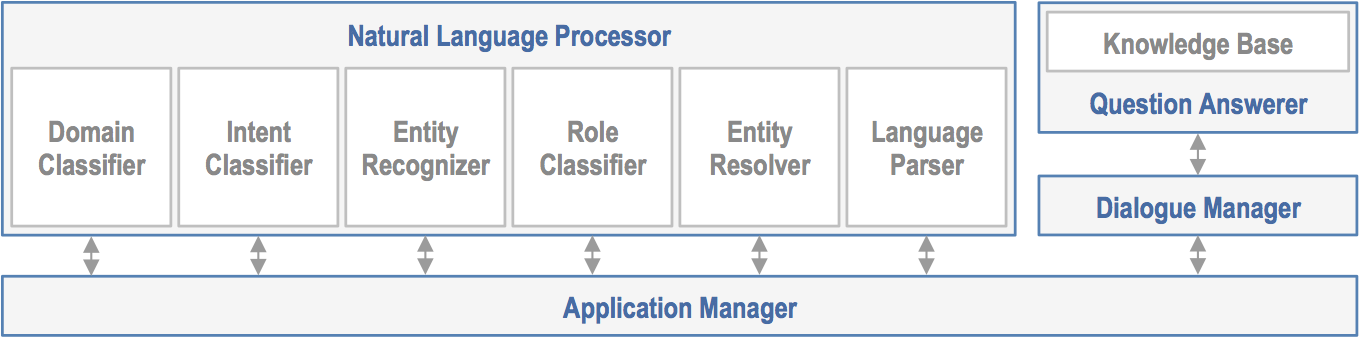 Natural Language Processor
Domain
Classifier
Intent
Classifier
Entity
Recognizer
Role
Classifier
Entity
Resolver
Language
Parser
Knowledge Base
Question Answerer
Dialogue Manager
Application Manager